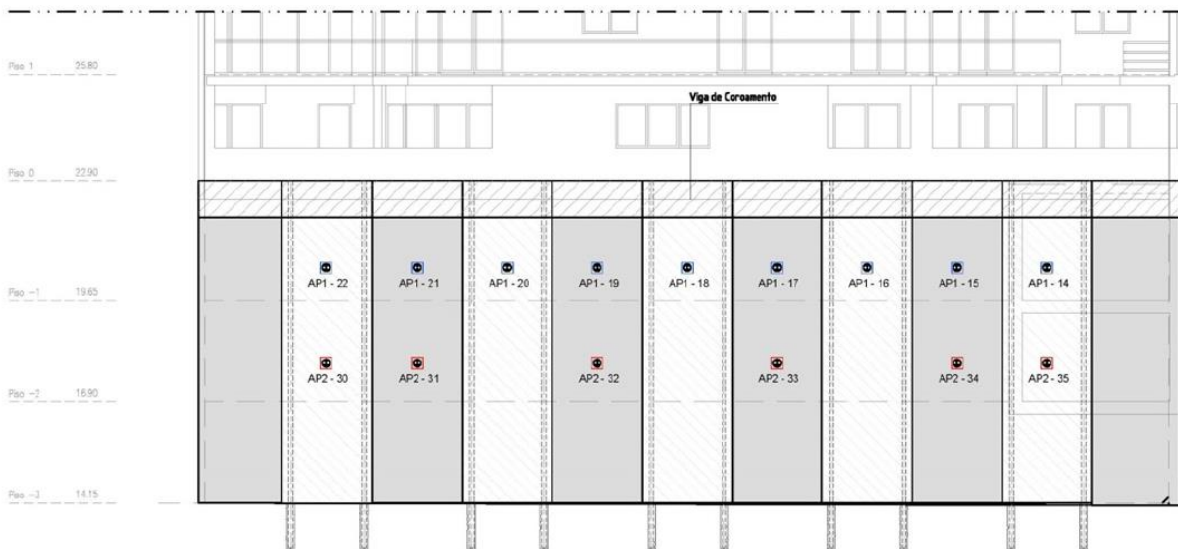 Piso 1 25.80
Viga de Coroamento
Piso 0 22.90
AP1 - 22 AP1 - 21 AP1 - 20 AP1 - 19 AP1 - 18 AP1 - 17 AP1 - 16 AP1 - 15 AP1 - 14
Piso -1 19.65
AP2 - 30 AP2 - 31 AP2 - 32 AP2 - 33 AP2 - 34 AP2 - 35
Piso -2 16.90
Piso -3 14.15